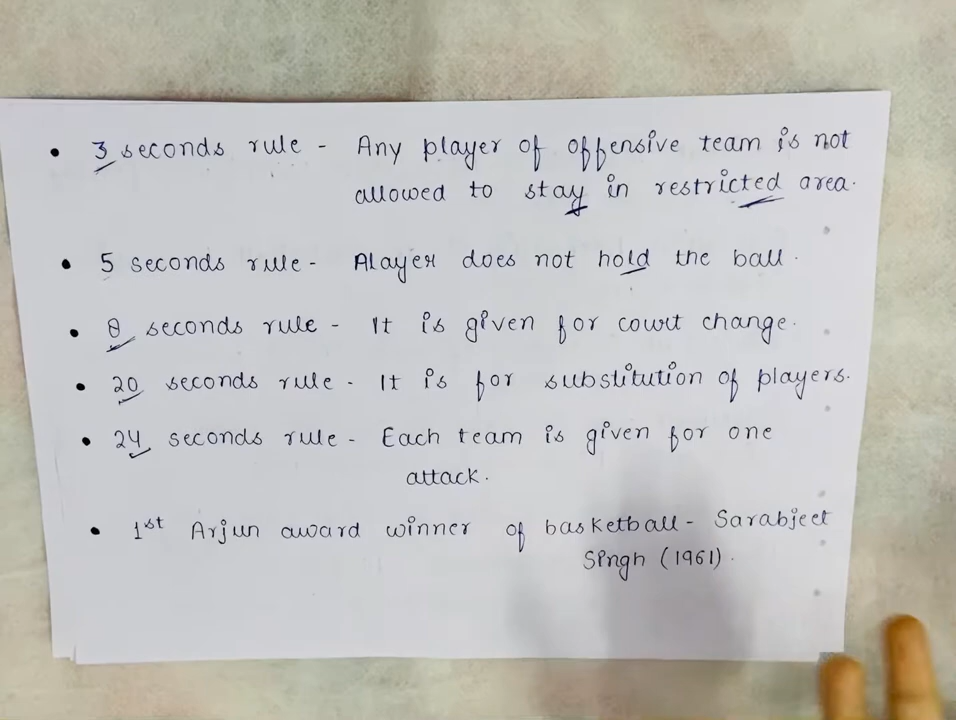 • 3 seconds rule - Any player of offensive team is not
allowed to stay in restricted area.
• 5 seconds rule - Alayer does not hold the ball.
• 8 seconds rule - It is given for court change.
• 20 seconds rule - It is for substitution of players.
• 24 seconds rule - Each team is given for one
attack.
• 1st Arjun award winner of basketball - Sarabjeet
Singh (1961).